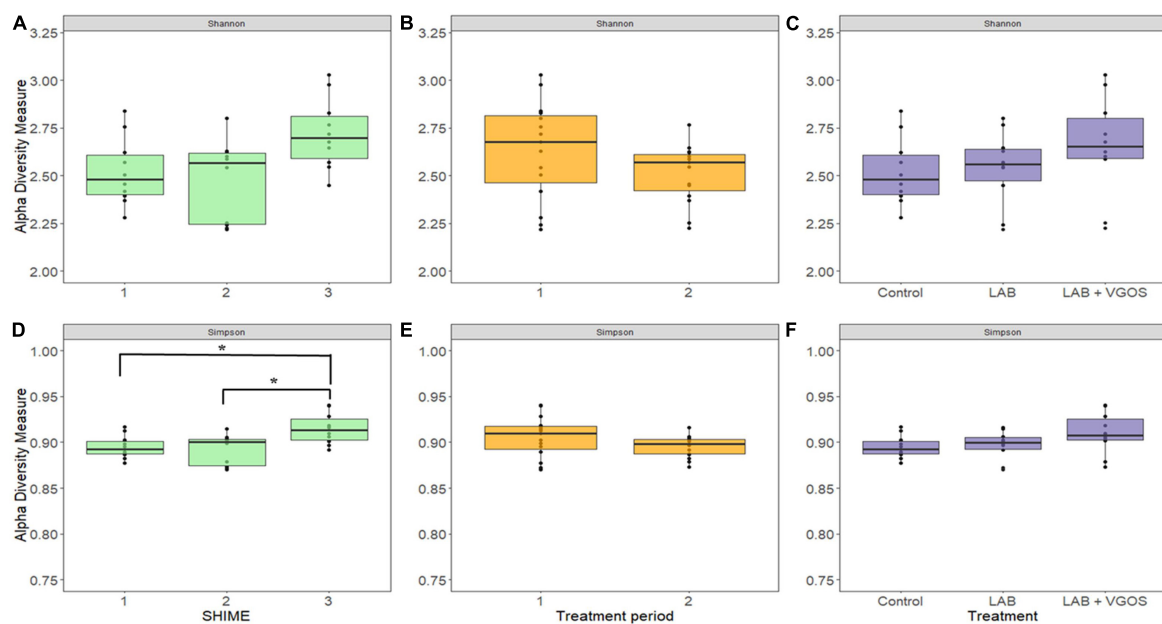 A
Shannon
B
Shannon
C
Shannon
Alpha Diversity Measure
3.25
3.00
2.75
2.50
2.25
2.00
1
2
3
3.25
3.00
2.75
2.50
2.25
2.00
1
2
3.25
3.00
2.75
2.50
2.25
2.00
Control
LAB
LAB + VGOS
D
Simpson
E
Simpson
F
Simpson
Alpha Diversity Measure
1.00
0.95
0.90
0.85
0.80
0.75
*
*
1
2
3
SHIME
1.00
0.95
0.90
0.85
0.80
0.75
1
2
Treatment period
1.00
0.95
0.90
0.85
0.80
0.75
Control
LAB
LAB + VGOS
Treatment